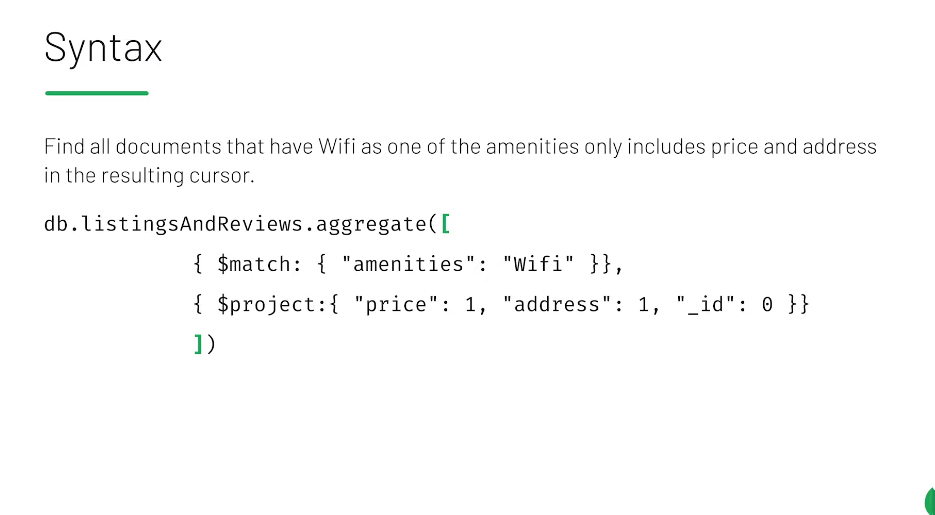 Syntax
Find all documents that have Wifi as one of the amenities only includes price and address
in the resulting cursor.
db.listingsAndReviews.aggregate([
{ $match: { "amenities": "Wifi" }},
{ $project:{ "price": 1, "address": 1, "_id": 0 }}
])